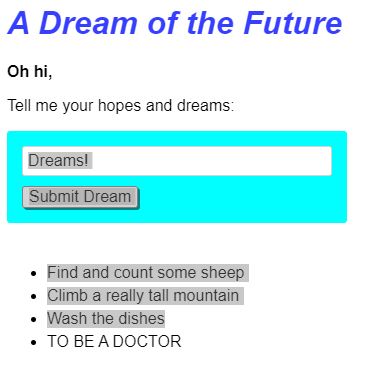 A Dream of the Future
Oh hi,
Tell me your hopes and dreams:
Dreams!
Submit Dream
Find and count some sheep
Climb a really tall mountain
Wash the dishes
TO BE A DOCTOR